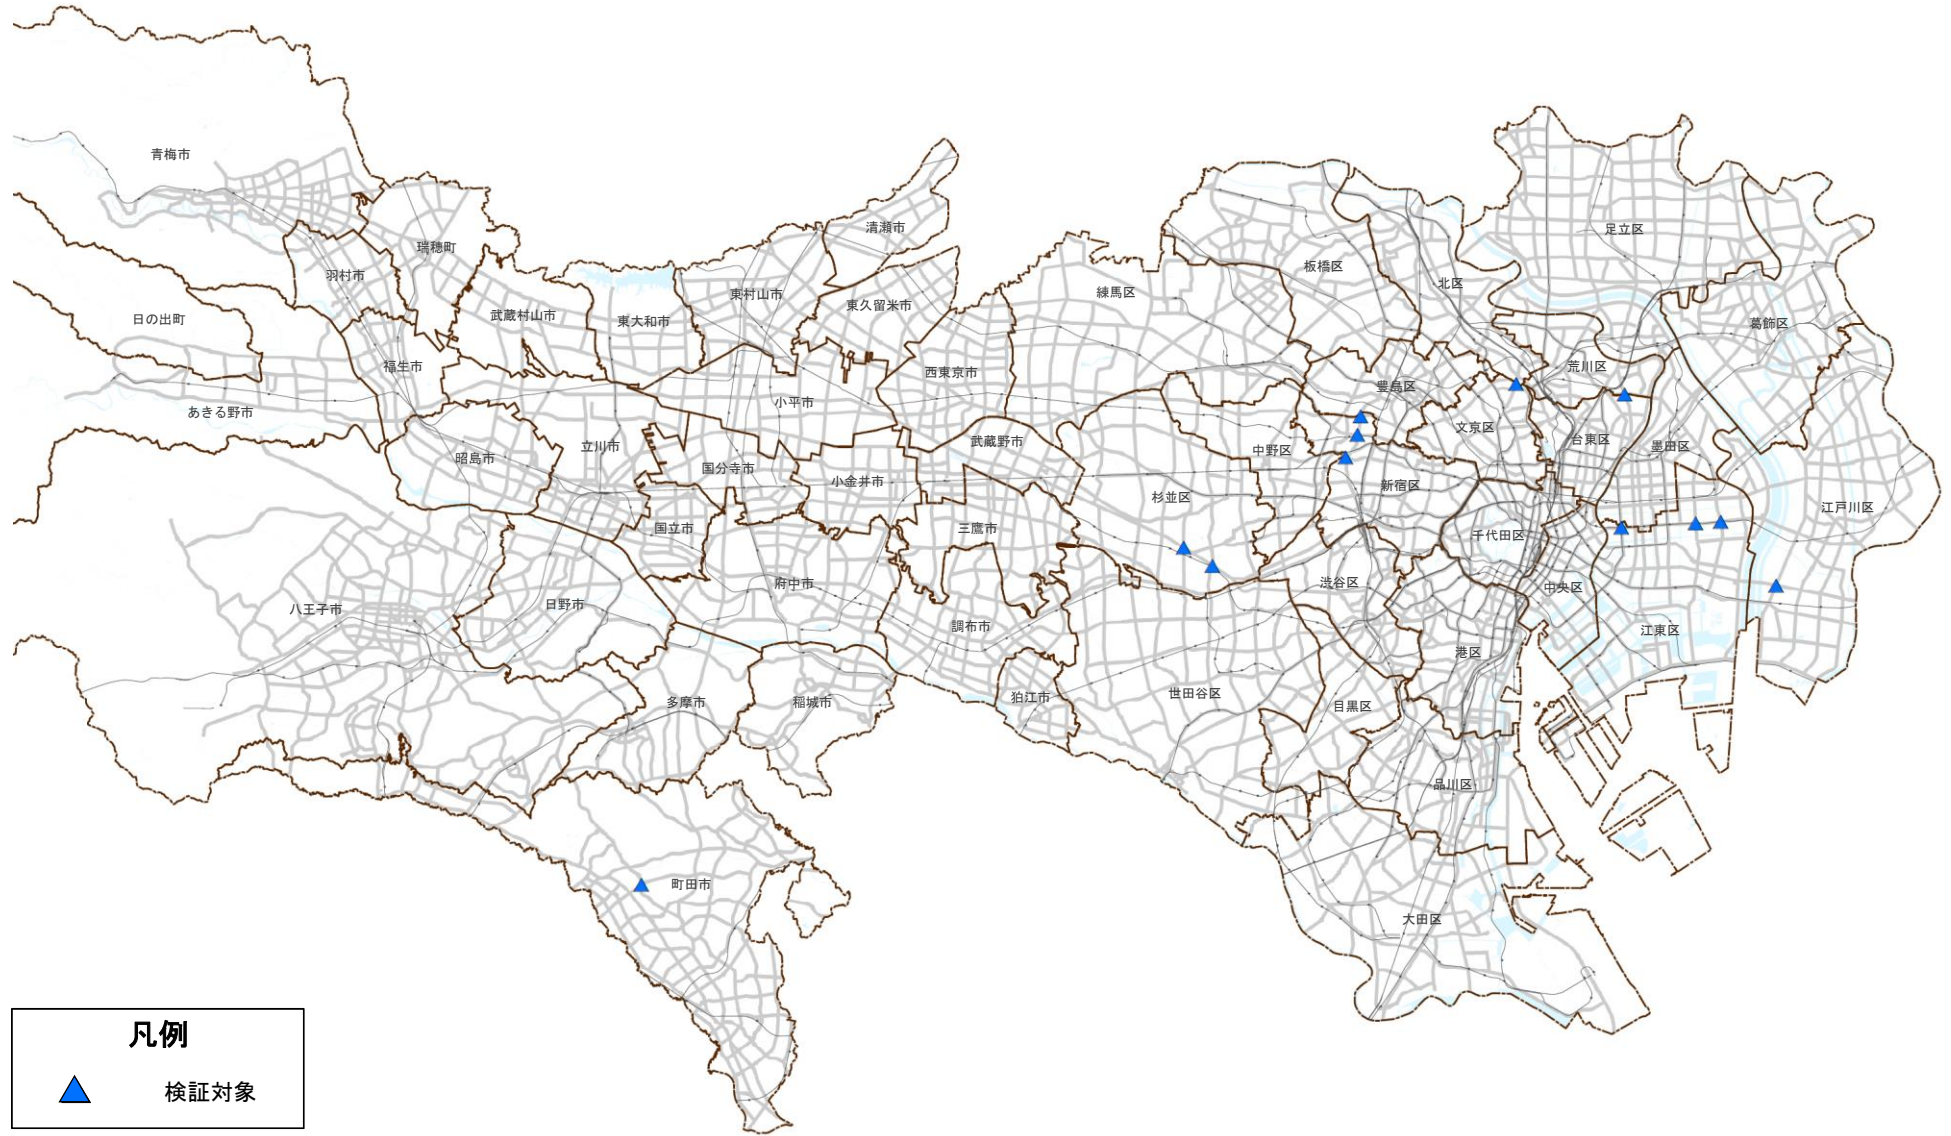 青梅市
瑞穂町
羽村市
日の出町
福生市
あきる野市
武蔵村山市
東大和市
東村山市
清瀬市
東久留米市
西東京市
小平市
立川市
昭島市
国分寺市
小金井市
武蔵野市
国立市
三鷹市
府中市
調布市
狛江市
八王子市
日野市
多摩市
稲城市
町田市
練馬区
板橋区
北区
足立区
葛飾区
荒川区
豊島区
文京区
台東区
墨田区
中野区
杉並区
新宿区
千代田区
江戸川区
渋谷区
中央区
江東区
港区
世田谷区
目黒区
品川区
大田区
凡例
検証対象